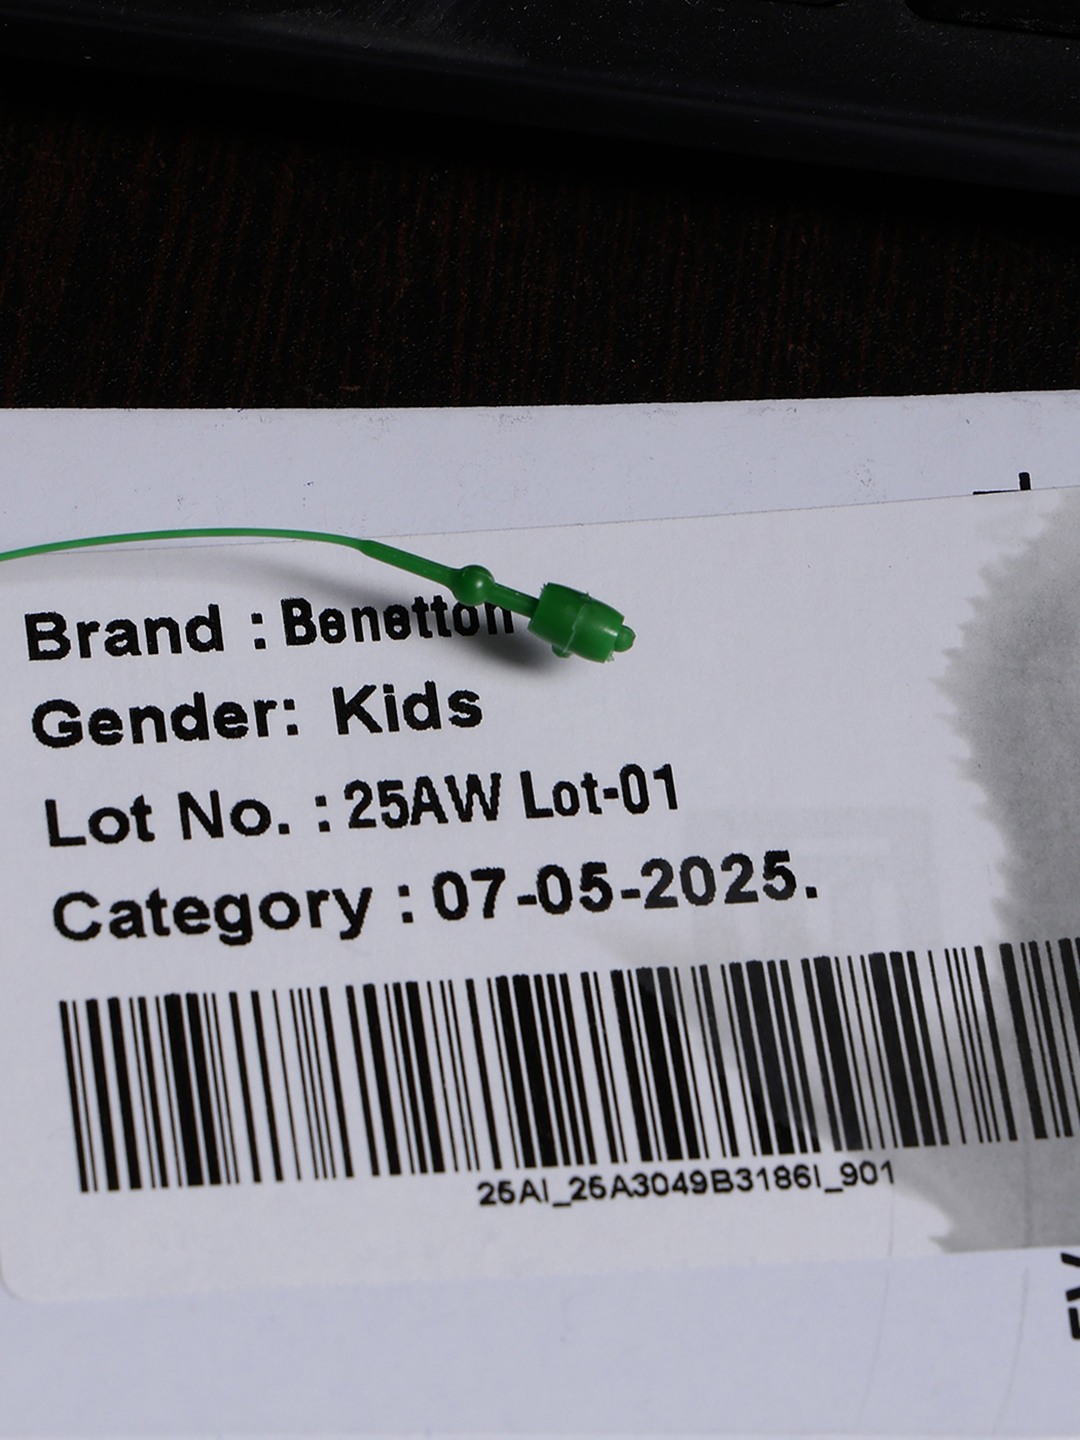 Brand : Benetton
Gender: Kids
Lot No. : 25AW Lot-01
Category : 07-05-2025.
25AI_25A3049B3186I_901